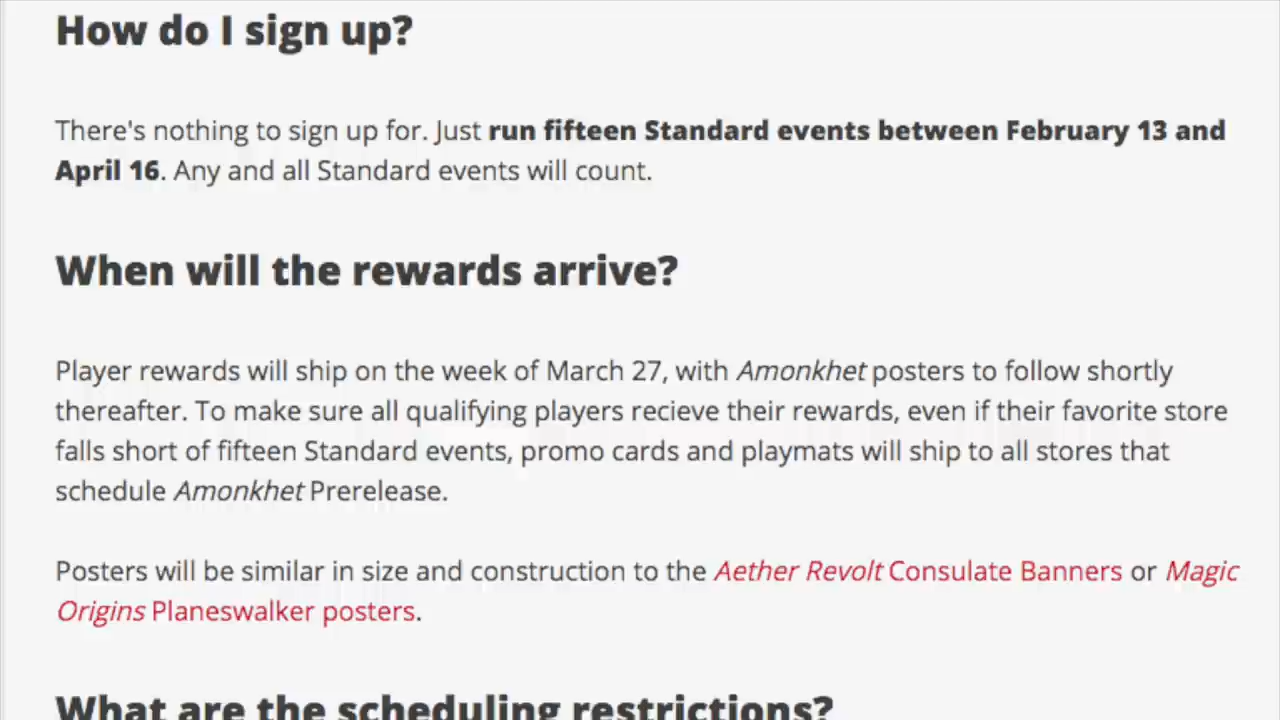 How do I sign up?
There's nothing to sign up for. Just run fifteen Standard events between February 13 and
April 16. Any and all Standard events will count.
When will the rewards arrive?
Player rewards will ship on the week of March 27, with Amonkhet posters to follow shortly
thereafter. To make sure all qualifying players recieve their rewards, even if their favorite store
falls short of fifteen Standard events, promo cards and playmats will ship to all stores that
schedule Amonkhet Prerelease.
Posters will be similar in size and construction to the Aether Revolt Consulate Banners or Magic
Origins Planeswalker posters.
What are the scheduling restrictions?